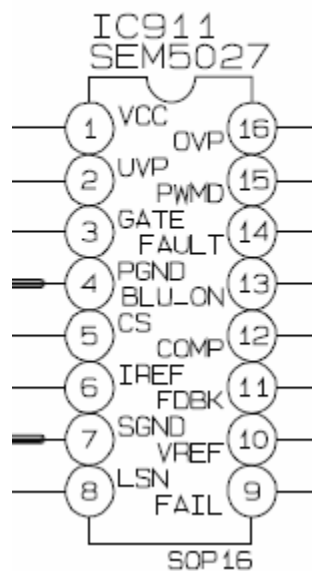 IC911
SEM5027
1 VCC OVP 16
2 UVP PWMD 15
3 GATE FAULT 14
4 PGND BLU_ON 13
5 CS COMP 12
6 IREF FDBK 11
7 SGND VREF 10
8 LSN FAIL 9
SOP16